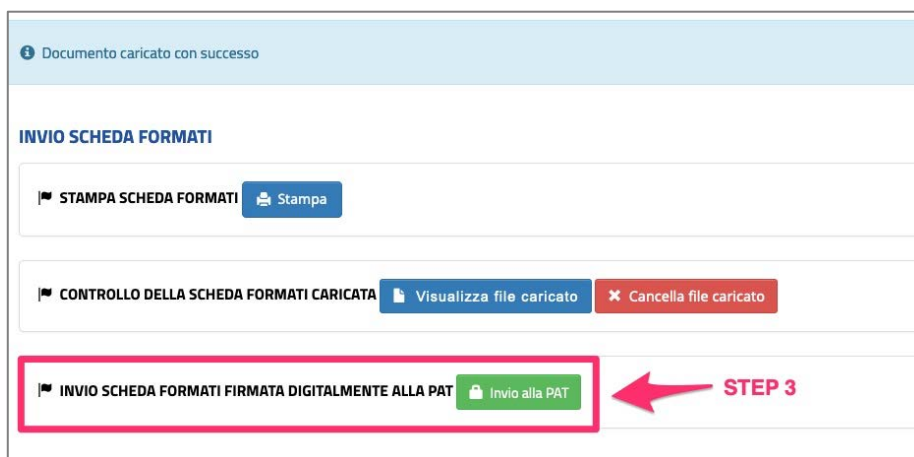 Documento caricato con successo
INVIO SCHEDA FORMATI
STAMPA SCHEDA FORMATI Stampa
CONTROLLO DELLA SCHEDA FORMATI CARICATA Visualizza file caricato Cancella file caricato
INVIO SCHEDA FORMATI FIRMATA DIGITALMENTE ALLA PAT Invio alla PAT STEP 3